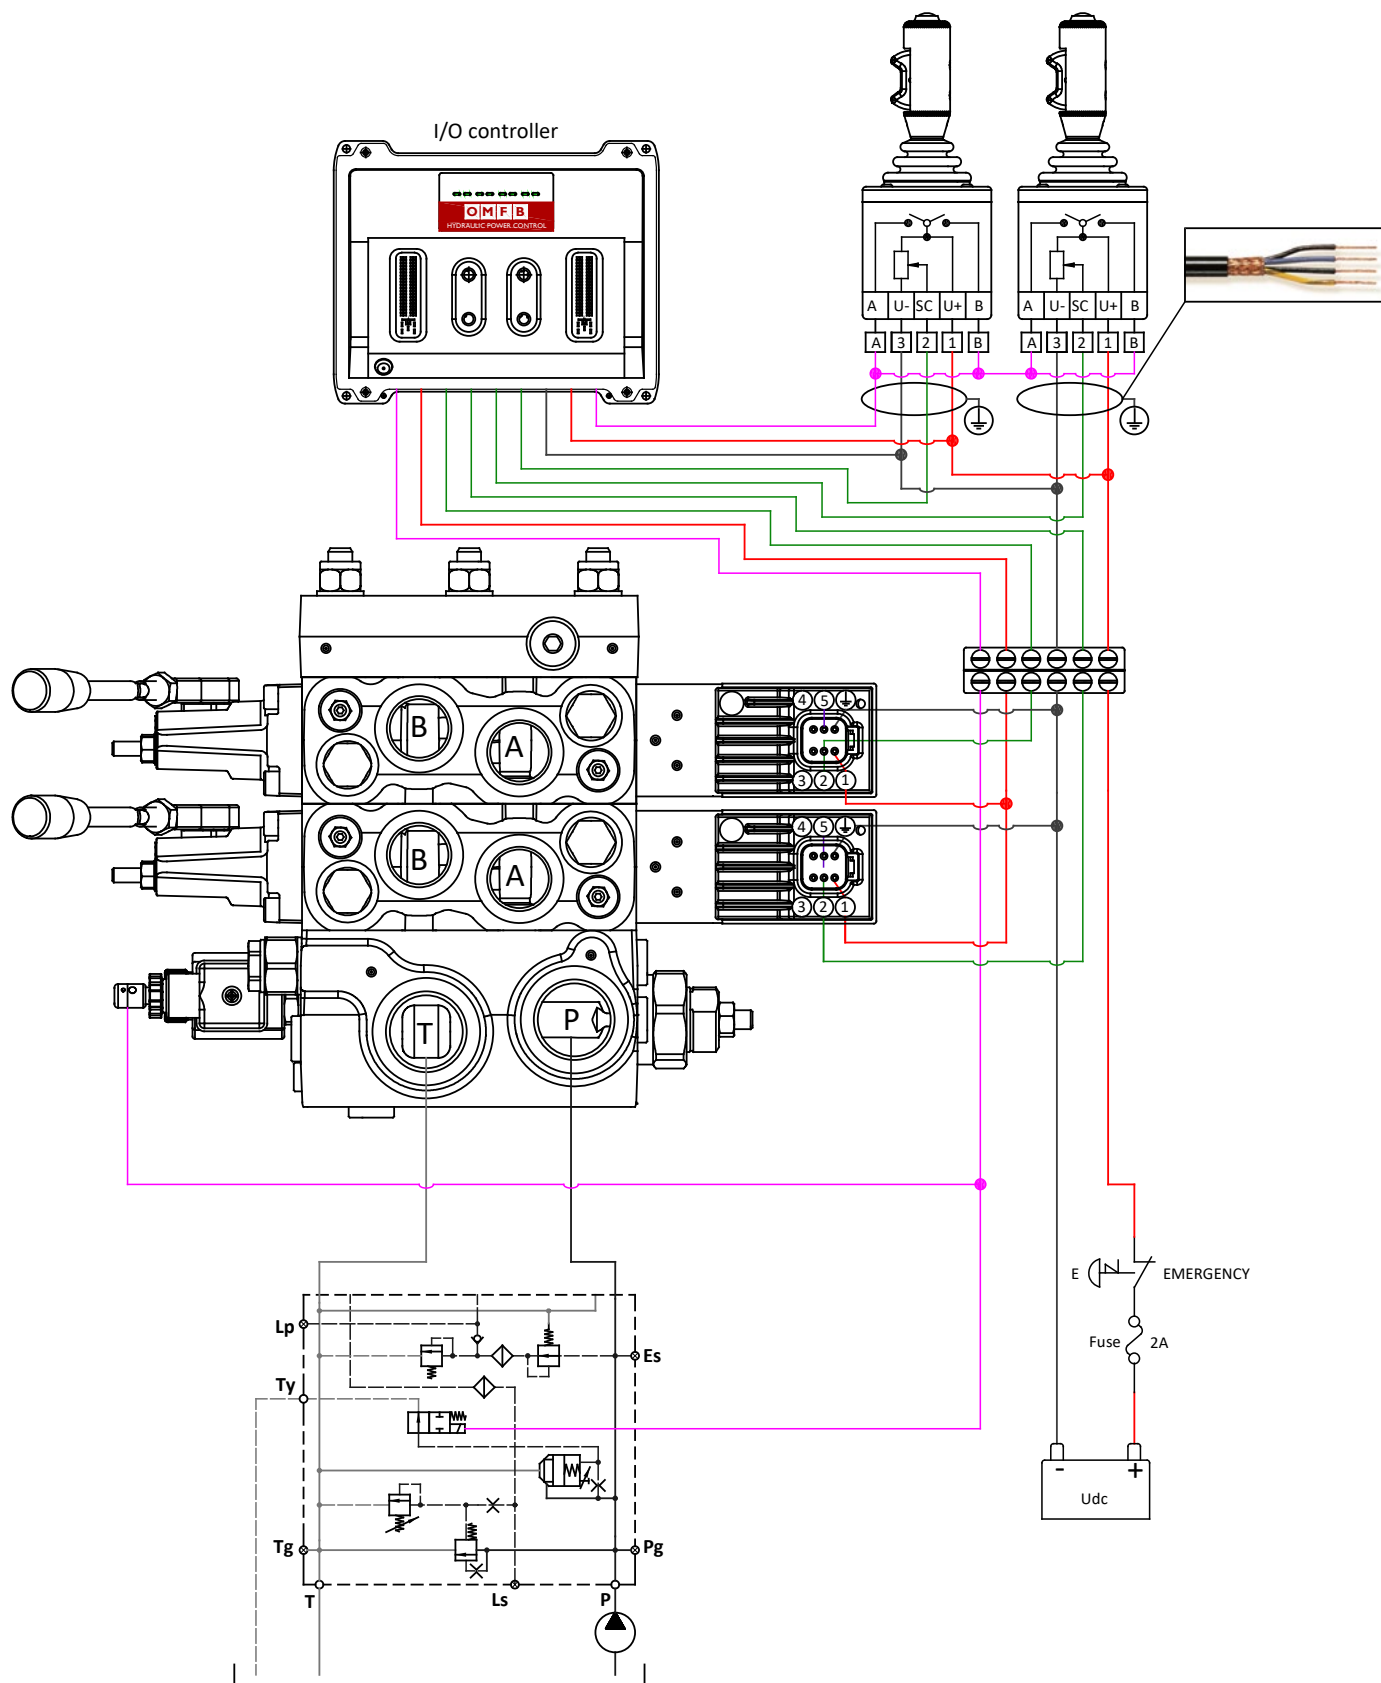 I/O controller
OMFB
HYDRAULIC POWER CONTROL
A U- SC U+ B
A 3 2 1 B
A U- SC U+ B
A 3 2 1 B
B A
4 5
3 2 1
B A
4 5
3 2 1
T P
E EMERGENCY
Fuse 2A
Lp
Es
Ty
- +
Udc
Tg
Pg
T Ls P